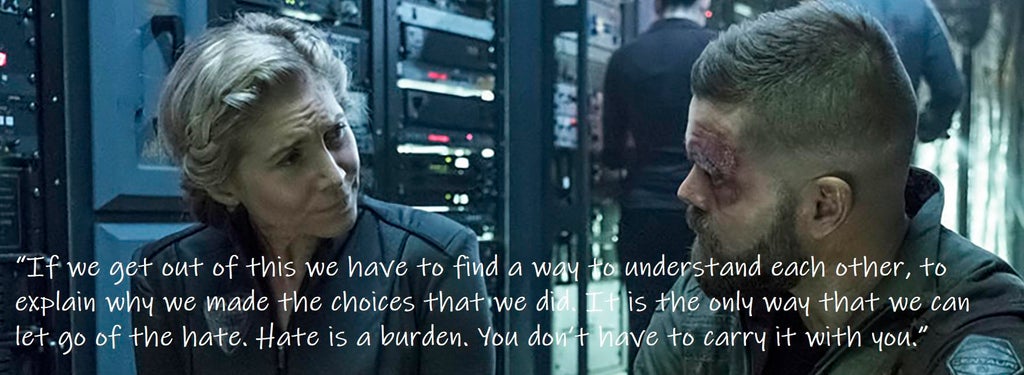 “If we get out of this we have to find a way to understand each other, to
explain why we made the choices that we did. It is the only way that we can
let go of the hate. Hate is a burden. You don’t have to carry it with you.”